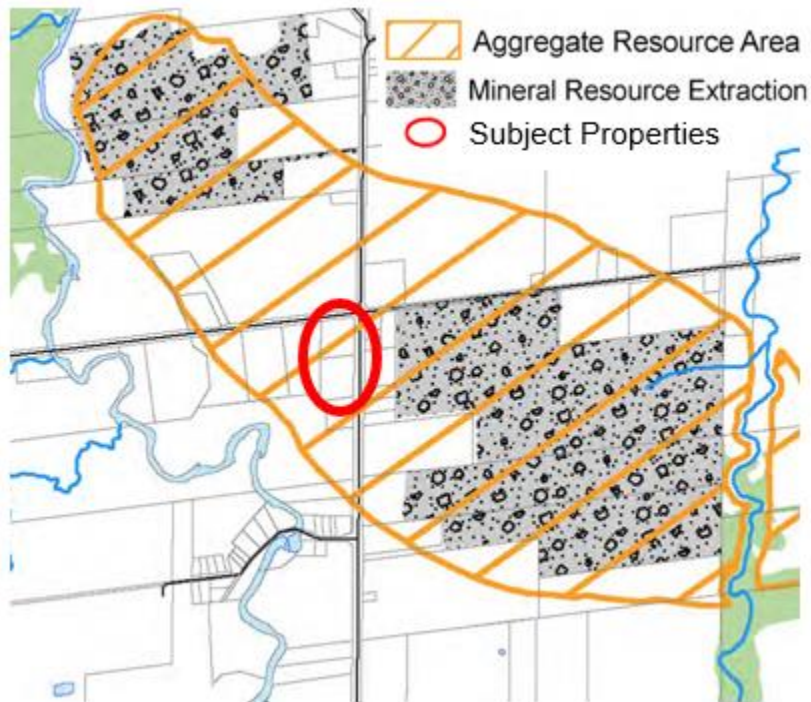 Aggregate Resource Area
Mineral Resource Extraction
Subject Properties